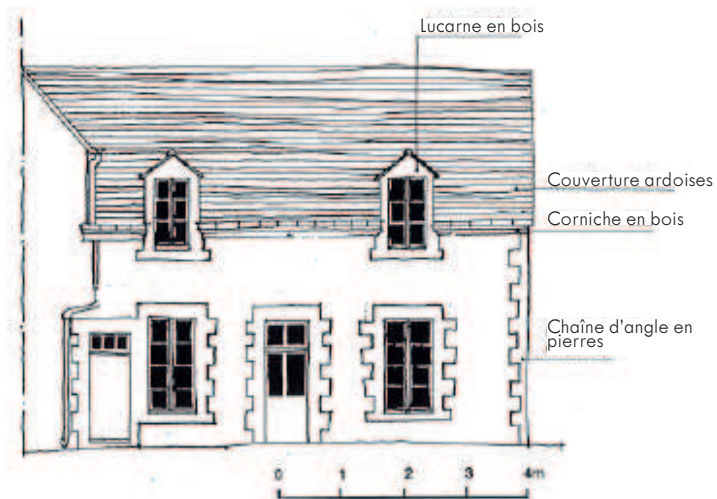 Lucarne en bois
Couverture ardoises
Corniche en bois
Chaîne d'angle en
pierres
0 1 2 3 4m